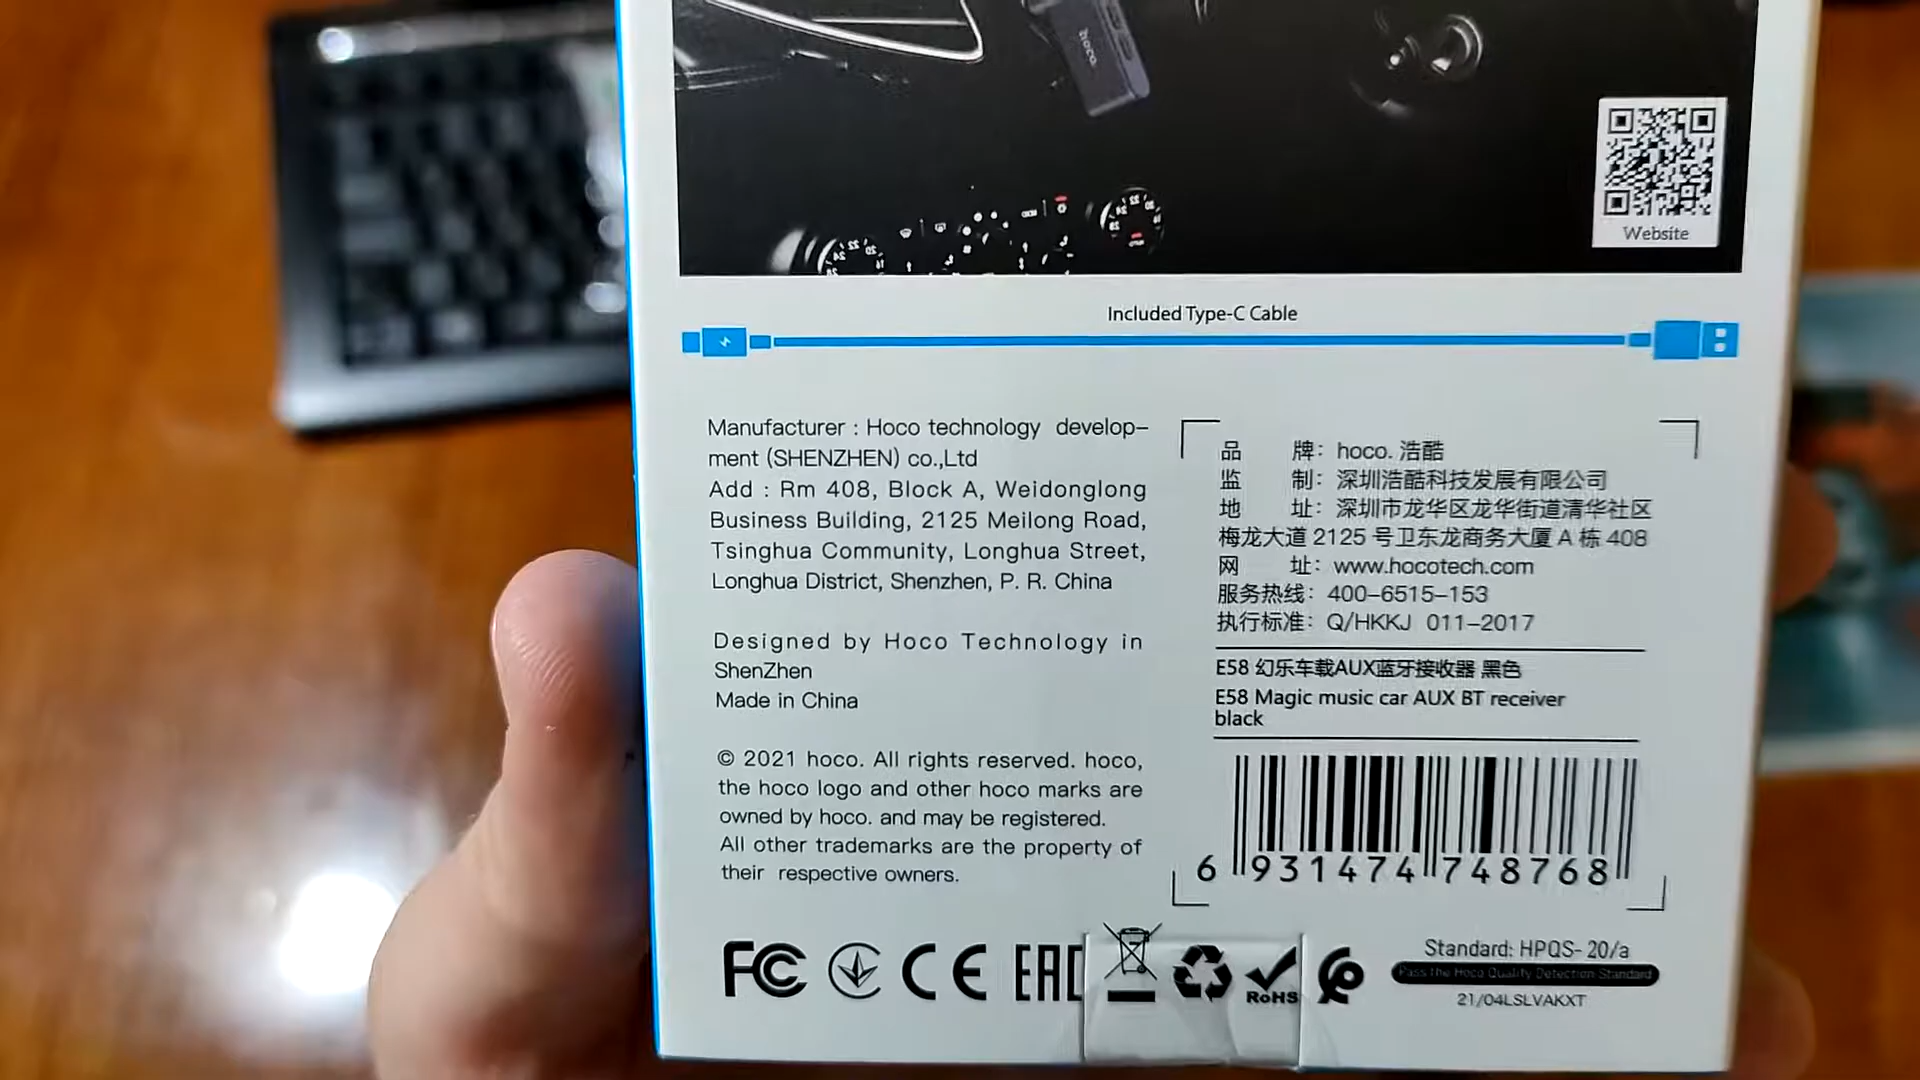 hoco.
Website
Included Type-C Cable
Manufacturer : Hoco technology develop-
ment (SHENZHEN) co.,Ltd
Add : Rm 408, Block A, Weidonglong
Business Building, 2125 Meilong Road,
Tsinghua Community, Longhua Street,
Longhua District, Shenzhen, P. R. China
Designed by Hoco Technology in
ShenZhen
Made in China
© 2021 hoco. All rights reserved. hoco,
the hoco logo and other hoco marks are
owned by hoco. and may be registered.
All other trademarks are the property of
their respective owners.
品 牌：hoco. 浩酷
监 制：深圳浩酷科技发展有限公司
地 址：深圳市龙华区龙华街道清华社区
梅龙大道 2125 号卫东龙商务大厦 A 栋 408
网 址：www.hocotech.com
服务热线：400-6515-153
执行标准：Q/HKKJ 011-2017
E58 幻乐车载AUX蓝牙接收器 黑色
E58 Magic music car AUX BT receiver
black
6 931474 748768
FC CE EAC RoHS
Standard: HPQS- 20/a
Pass the Hoco Quality Detection Standard
21/04LSLVAKXT